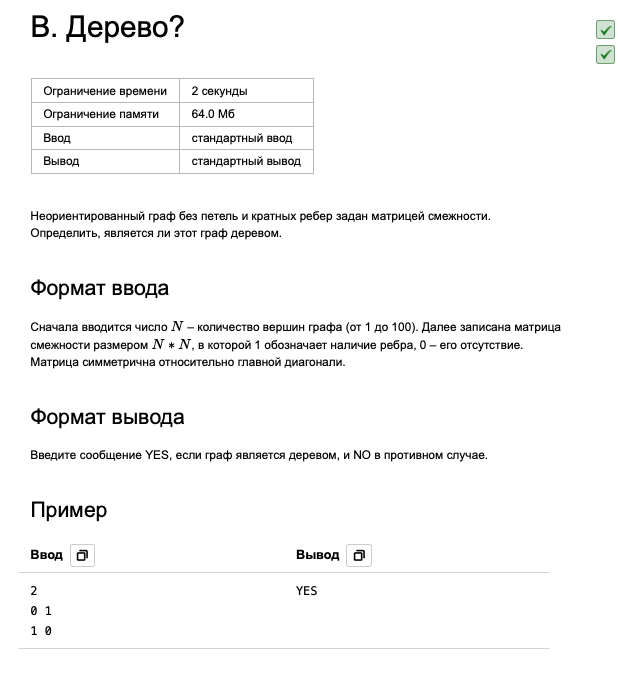 В. Дерево?
Ограничение времени 2 секунды
Ограничение памяти 64.0 Мб
Ввод стандартный ввод
Вывод стандартный вывод
Неориентированный граф без петель и кратных ребер задан матрицей смежности.
Определить, является ли этот граф деревом.
Формат ввода
Сначала вводится число N – количество вершин графа (от 1 до 100). Далее записана матрица
смежности размером N * N, в которой 1 обозначает наличие ребра, 0 – его отсутствие.
Матрица симметрична относительно главной диагонали.
Формат вывода
Введите сообщение YES, если граф является деревом, и NO в противном случае.
Пример
Ввод Вывод
2 YES
0 1
1 0